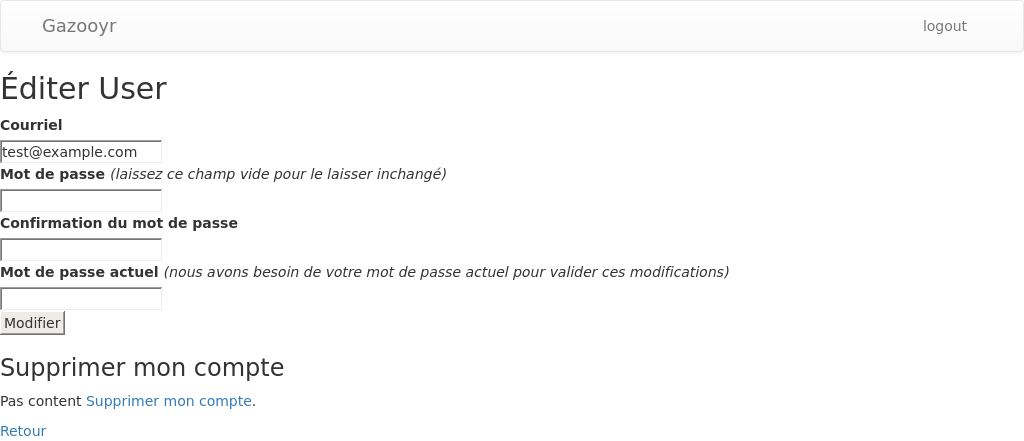 Gazooyr logout
Éditer User
Courriel
test@example.com
Mot de passe (laissez ce champ vide pour le laisser inchangé)
Confirmation du mot de passe
Mot de passe actuel (nous avons besoin de votre mot de passe actuel pour valider ces modifications)
Modifier
Supprimer mon compte
Pas content Supprimer mon compte.
Retour